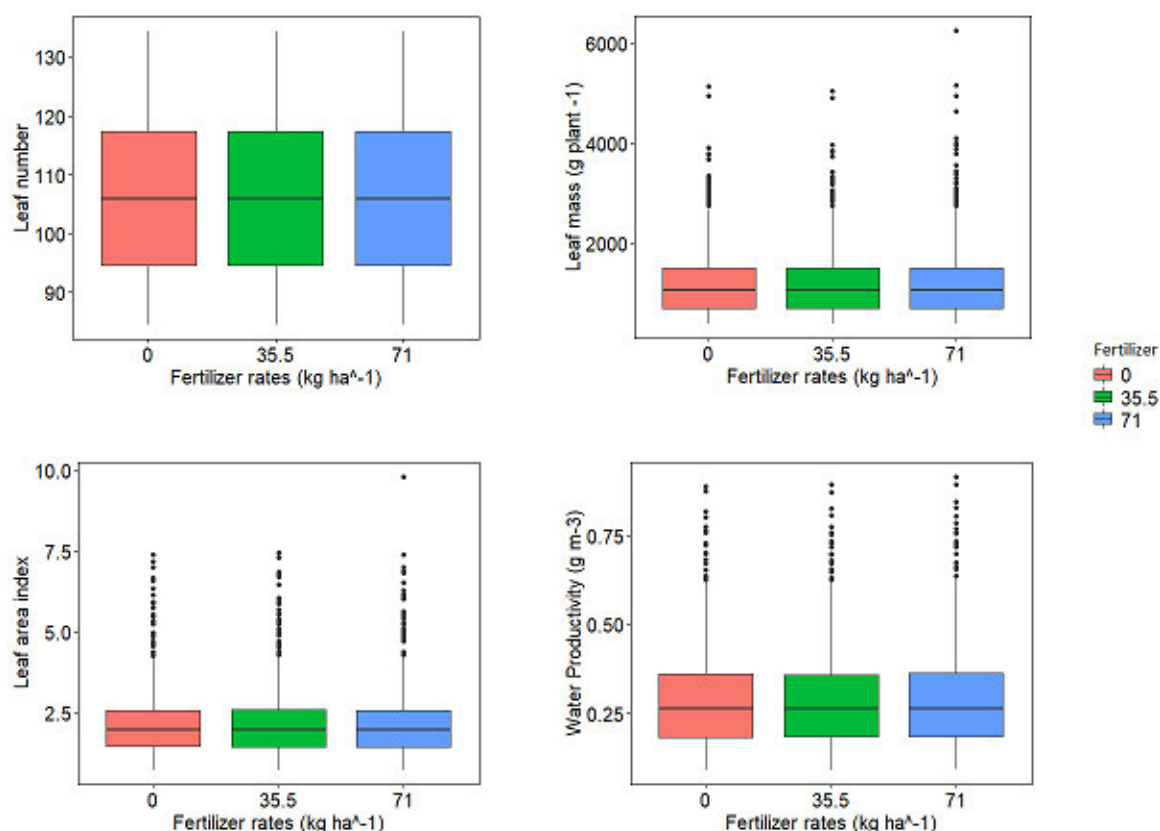 Leaf number
130
120
110
100
90
0 35.5 71
Fertilizer rates (kg ha^-1)
Leaf mass (g plant -1)
6000
4000
2000
0 35.5 71
Fertilizer rates (kg ha^-1)
Fertilizer
0
35.5
71
Leaf area index
10.0
7.5
5.0
2.5
0 35.5 71
Fertilizer rates (kg ha^-1)
Water Productivity (g m-3)
0.75
0.50
0.25
0 35.5 71
Fertilizer rates (kg ha^-1)